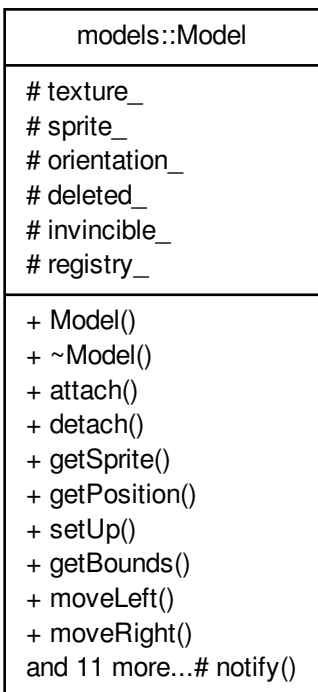 models::Model
# texture_
# sprite_
# orientation_
# deleted_
# invincible_
# registry_
+ Model()
+ ~Model()
+ attach()
+ detach()
+ getSprite()
+ getPosition()
+ setUp()
+ getBounds()
+ moveLeft()
+ moveRight()
and 11 more...# notify()